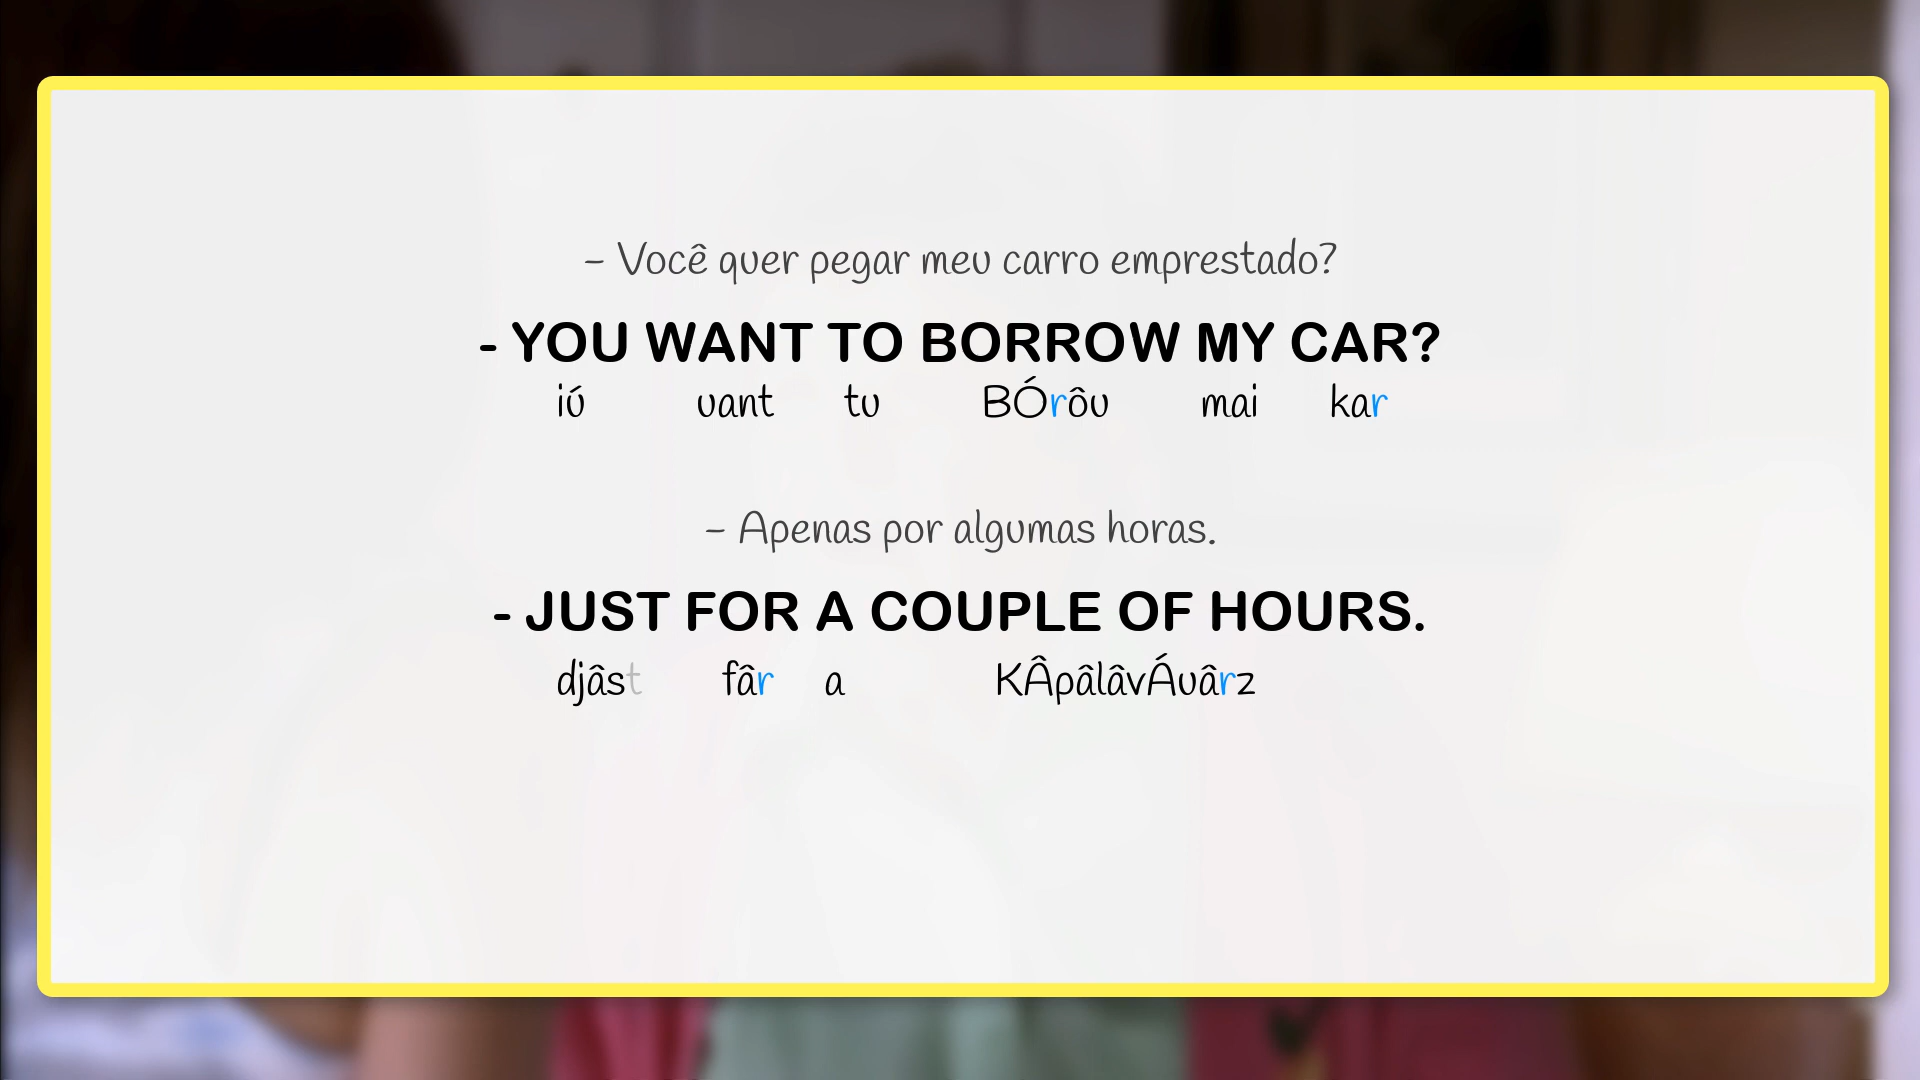 – Você quer pegar meu carro emprestado?
- YOU WANT TO BORROW MY CAR?
iú uant tu BÓrôu mai kar
– Apenas por algumas horas.
- JUST FOR A COUPLE OF HOURS.
djâst fâr a KÂpâlâvÁuârz